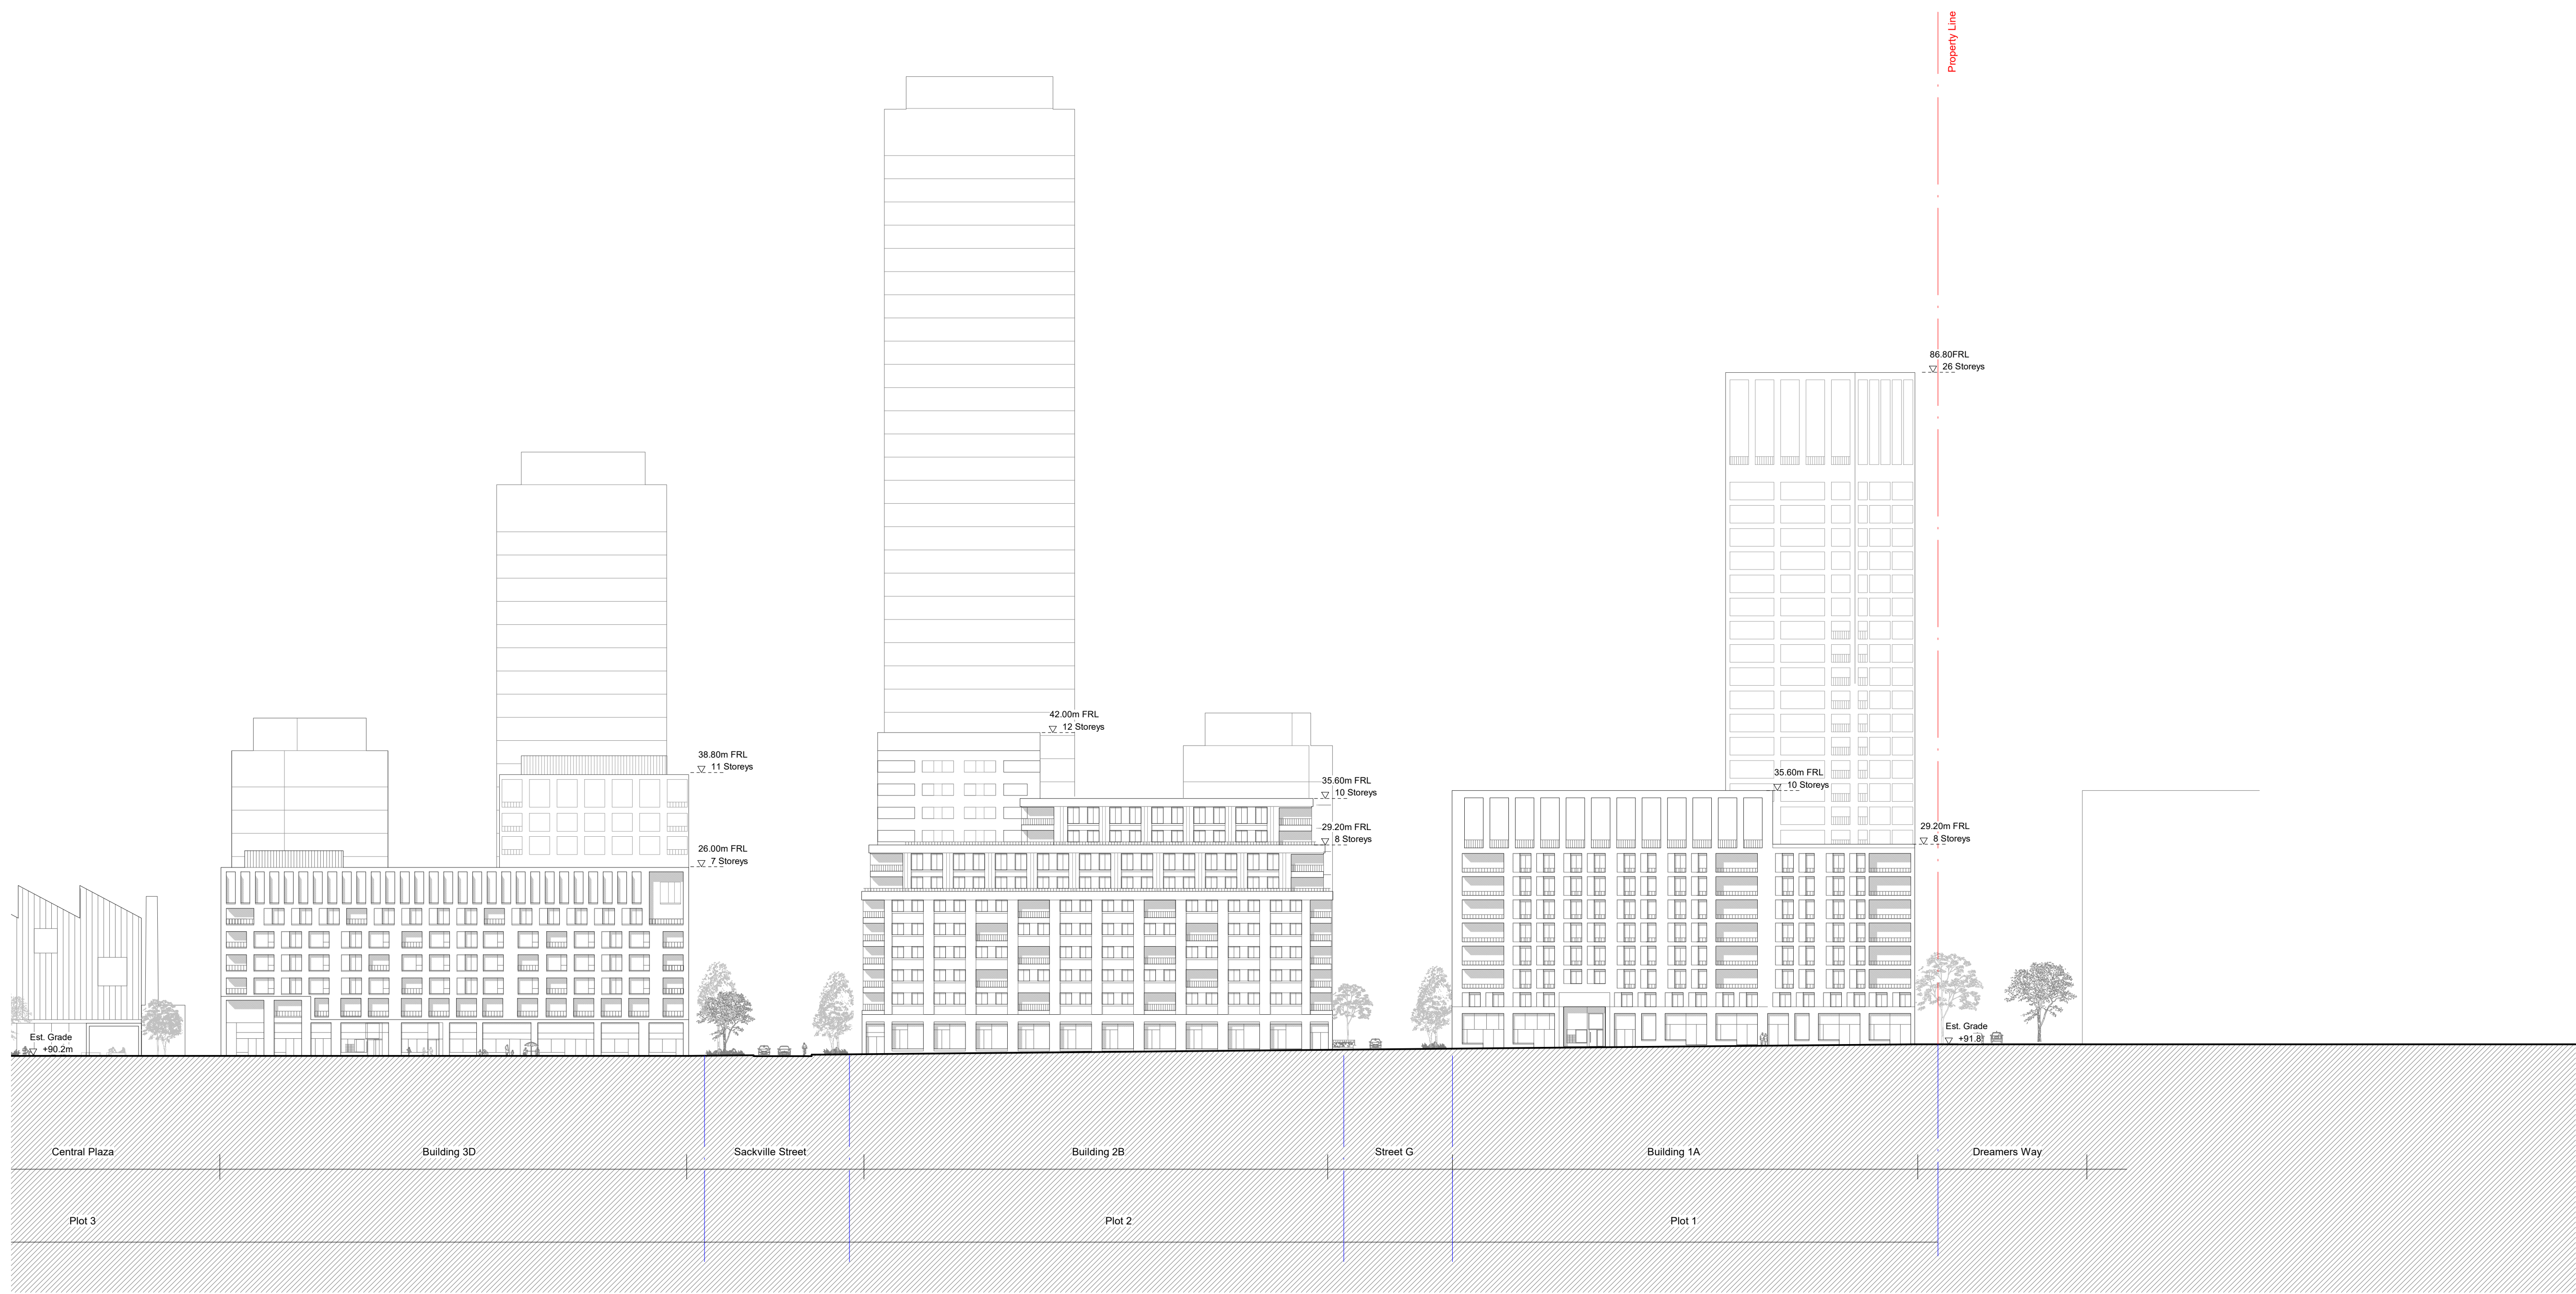 Property Line
86.80FRL
26 Storeys
42.00m FRL
12 Storeys
38.80m FRL
11 Storeys
35.60m FRL
10 Storeys
35.60m FRL
10 Storeys
29.20m FRL
8 Storeys
29.20m FRL
8 Storeys
26.00m FRL
7 Storeys
Est. Grade
+90.2m
Est. Grade
+91.8
Central Plaza
Building 3D
Sackville Street
Building 2B
Street G
Building 1A
Dreamers Way
Plot 3
Plot 2
Plot 1